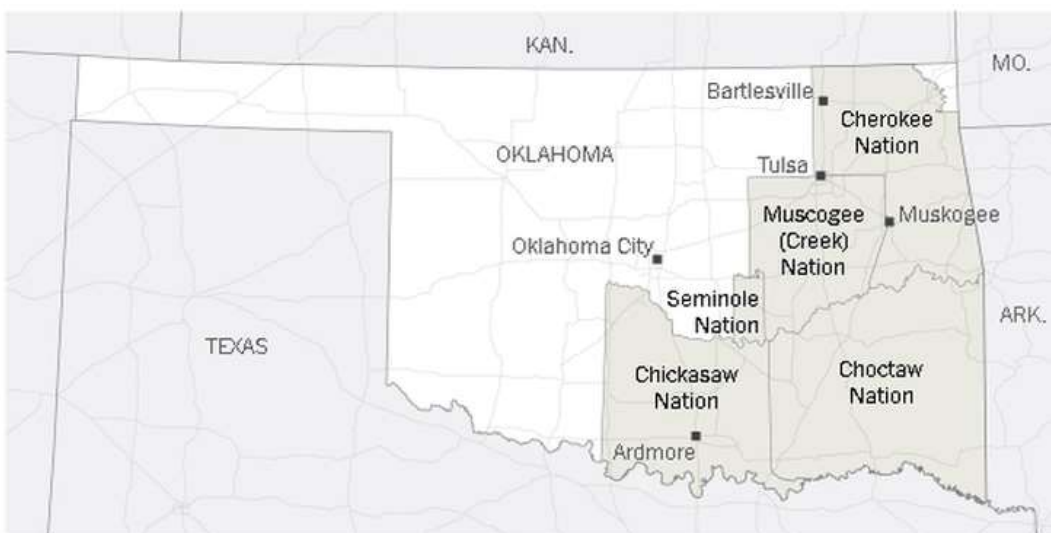 KAN.
MO.
Bartlesville
Cherokee
Nation
OKLAHOMA
Tulsa
Muscogee
(Creek)
Nation
Muskogee
Oklahoma City
Seminole
Nation
ARK.
TEXAS
Chickasaw
Nation
Choctaw
Nation
Ardmore